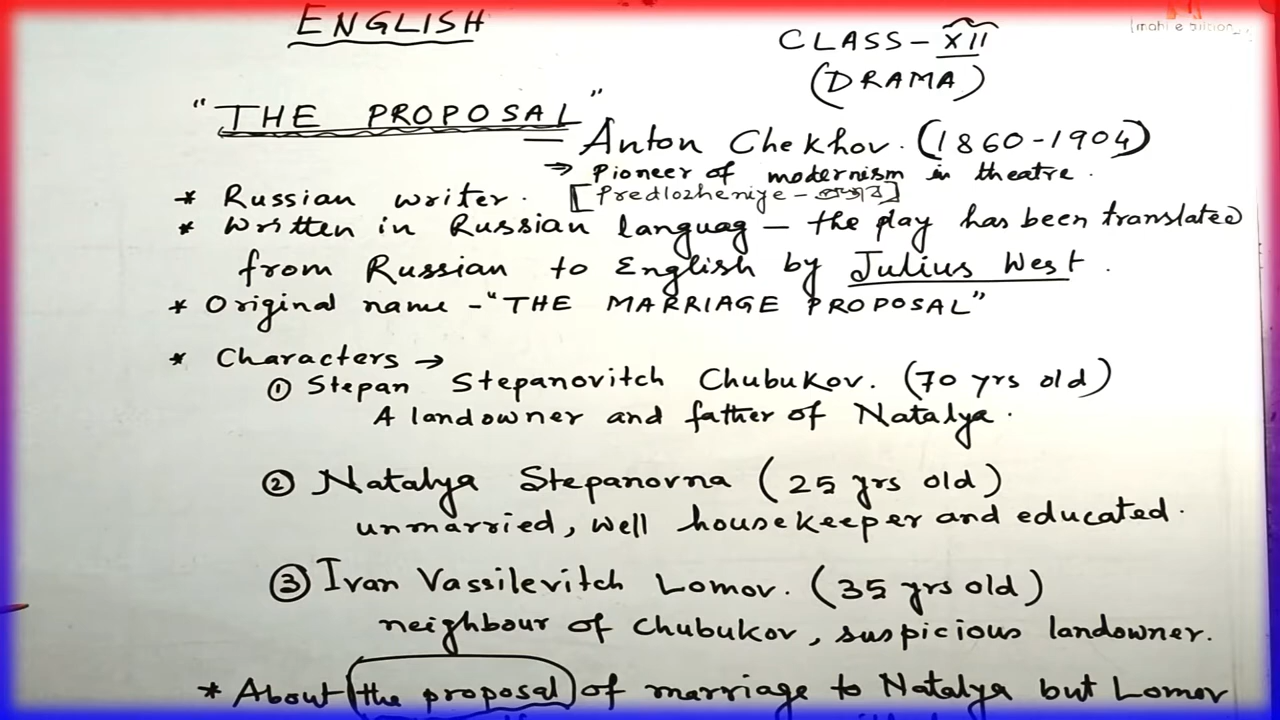 ENGLISH
CLASS - XII
(DRAMA)
"THE PROPOSAL"
— Anton Chekhov. (1860-1904)
⇒ Pioneer of modernism in theatre.
* Russian writer. [Predlozheniye -
* Written in Russian languag — the play has been translated
from Russian to English by Julius West.
* Original name - "THE MARRIAGE PROPOSAL"
* Characters →
① Stepan Stepanovitch Chubukov. (70 yrs old)
A landowner and father of Natalya.
② Natalya Stepanovna (25 yrs old)
unmarried, well housekeeper and educated.
③ Ivan Vassilevitch Lomov. (35 yrs old)
neighbour of Chubukov, suspicious landowner.
* About the proposal of marriage to Natalya but Lomov